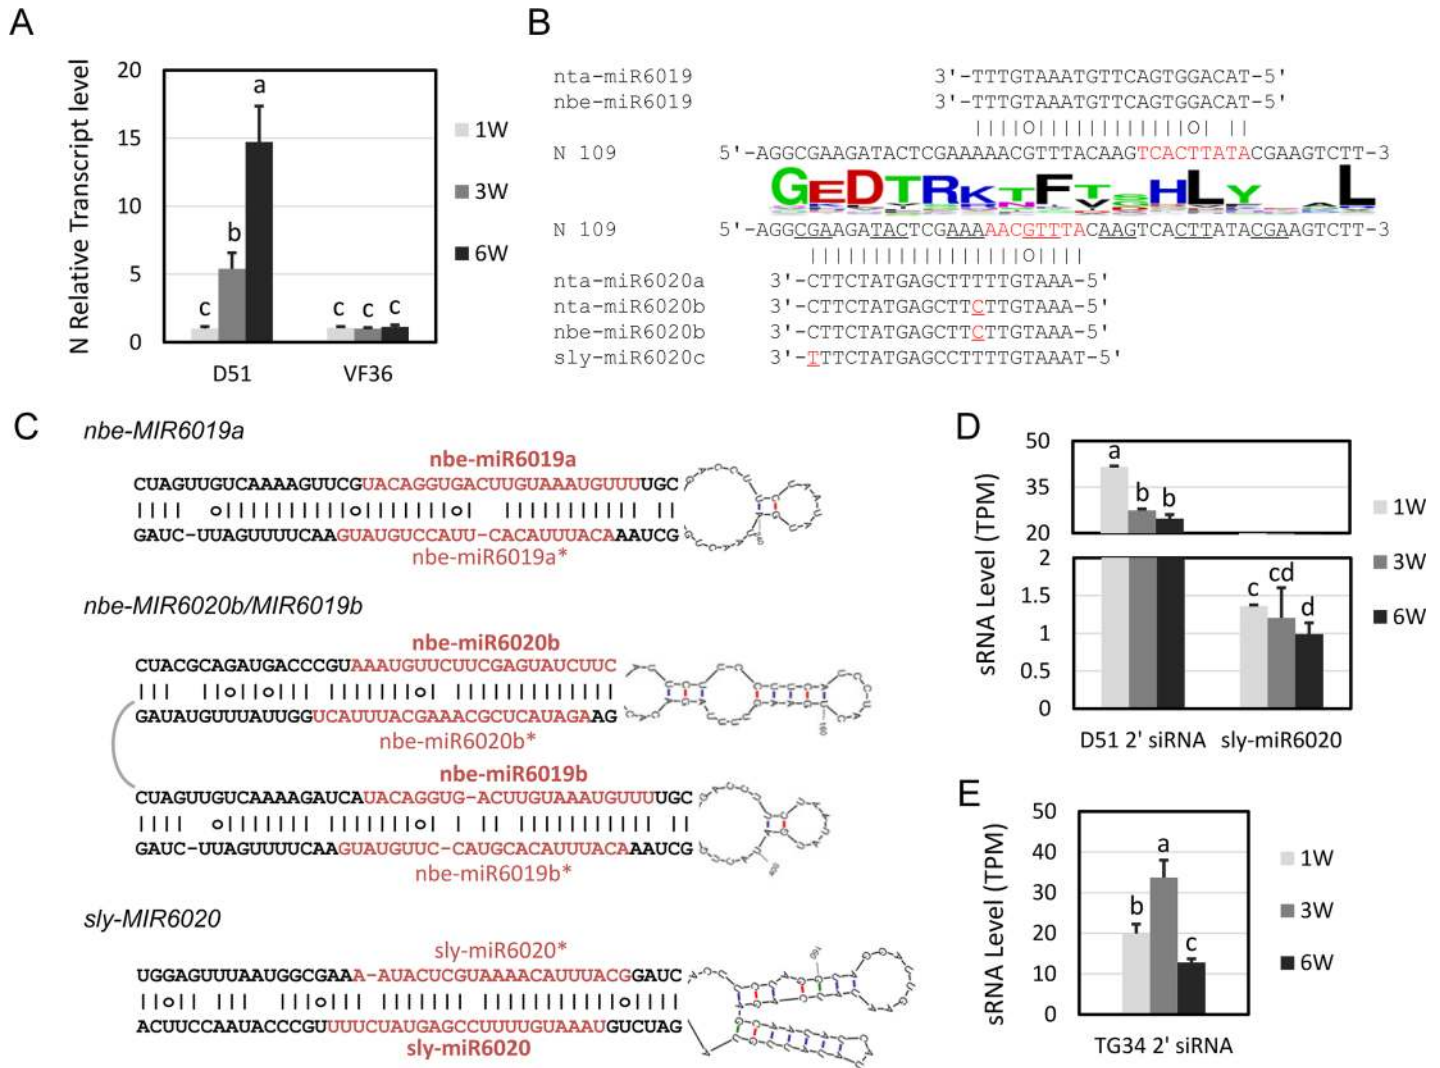 A
N Relative Transcript level
20
15
10
5
0
c
b
a
c
c
c
D51
VF36
1W
3W
6W
B
nta-miR6019 3'-TTTGTAAATGTTCAGTGGACAT-5'
nbe-miR6019 3'-TTTGTAAATGTTCAGTGGACAT-5'
N 109 5'-AGGCGAAGATACTCGAAAAACGTTTACAAGTCACTTATACGAAGTCTT-3
GEDTRKTFTSHLY L
N 109 5'-AGGCGAAGATACTCGAAAAACGTTTACAAGTCACTTATACGAAGTCTT-3
nta-miR6020a 3'-CTTCTATGAGCTTTTTGTAAA-5'
nta-miR6020b 3'-CTTCTATGAGCTTCTTGTAAA-5'
nbe-miR6020b 3'-CTTCTATGAGCTTCTTGTAAA-5'
sly-miR6020c 3'-TTTCTATGAGCCTTTTGTAAAT-5'
C
nbe-MIR6019a
nbe-miR6019a
CUAGUUGUCAAAAGUUCGUACAGGUGACUUGUAAAUGUUUUGC
GAUC-UUAGUUUUCAAGUAUGUCCAUU-CACAUUUACAAAUCG
nbe-miR6019a*
nbe-MIR6020b/MIR6019b
nbe-miR6020b
CUACGCAGAUGACCCGUAAAUGUUCUUCGAGUAUCUUC
GAUAUGUUUAUUGGUCAUUUACGAAACGCUCAUAGAAG
nbe-miR6020b*
nbe-miR6019b
CUAGUUGUCAAAAGAUCAUACAGGUG-ACUUGUAAAUGUUUUGC
GAUC-UUAGUUUUCAAGUAUGUUC-CAUGCACAUUUACAAAUCG
nbe-miR6019b*
sly-MIR6020
sly-miR6020*
UGGAGUUUAAUGGCGAAA-AUACUCGUAAAACAUUUACGGAUC
ACUUCCAAUACCCGUUUUCUAUGAGCCUUUUGUAAAUGUCUAG
sly-miR6020
D
sRNA Level (TPM)
50
35
20
2
1.5
1
0.5
0
a
b
b
c
cd
d
D51 2' siRNA
sly-miR6020
1W
3W
6W
E
sRNA Level (TPM)
50
40
30
20
10
0
b
a
c
TG34 2' siRNA
1W
3W
6W